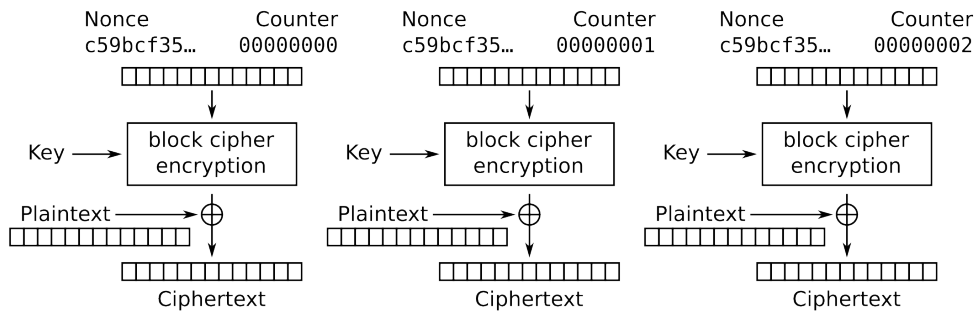 Nonce Counter
c59bcf35… 00000000
block cipher
encryption
Key
Plaintext
Ciphertext
Nonce Counter
c59bcf35… 00000001
block cipher
encryption
Key
Plaintext
Ciphertext
Nonce Counter
c59bcf35… 00000002
block cipher
encryption
Key
Plaintext
Ciphertext